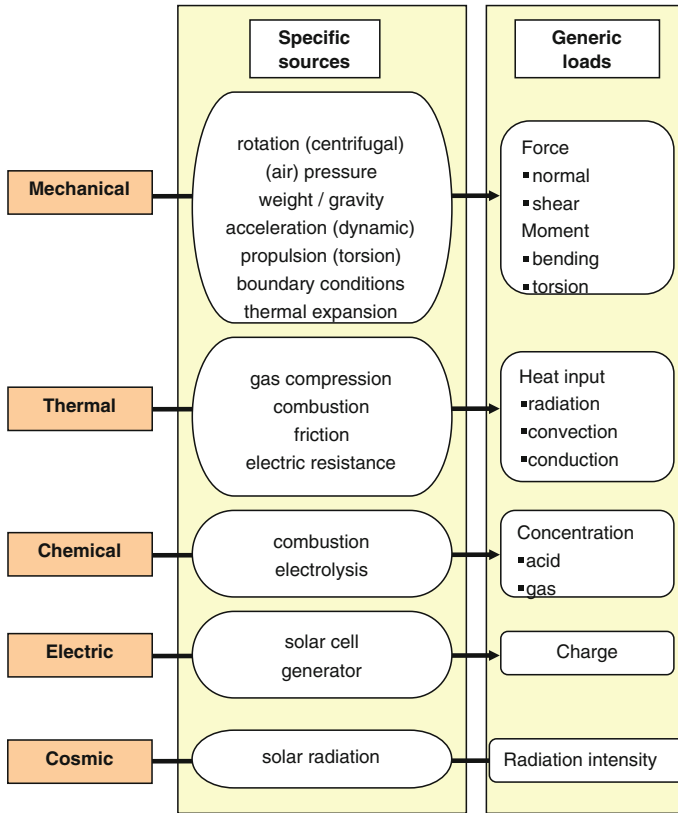 Specific
sources
Generic
loads
Mechanical
rotation (centrifugal)
(air) pressure
weight / gravity
acceleration (dynamic)
propulsion (torsion)
boundary conditions
thermal expansion
Force
▪normal
▪shear
Moment
▪bending
▪torsion
Thermal
gas compression
combustion
friction
electric resistance
Heat input
▪radiation
▪convection
▪conduction
Chemical
combustion
electrolysis
Concentration
▪acid
▪gas
Electric
solar cell
generator
Charge
Cosmic
solar radiation
Radiation intensity